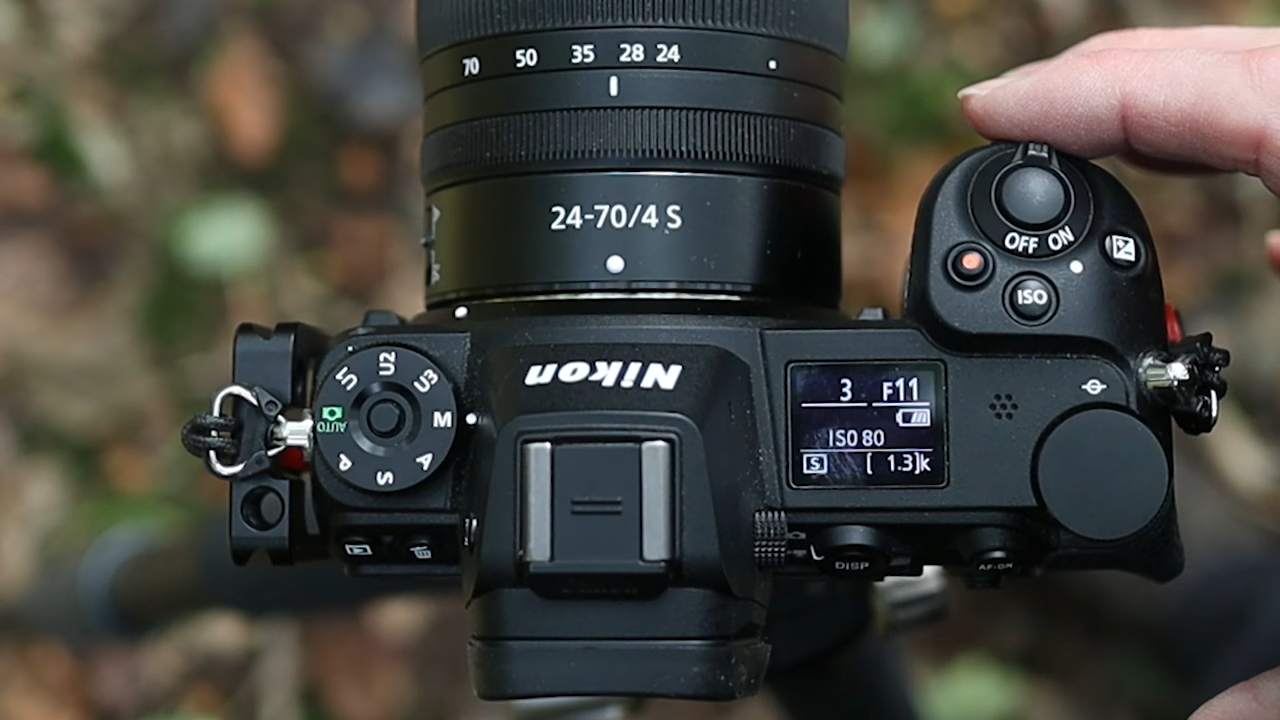 70 50 35 28 24
24-70/4 S
OFF ON
ISO
Nikon
U1 U2 U3
M
AUTO
P S A
3 F11
ISO 80
S [ 1.3]k
DISP
AF-ON